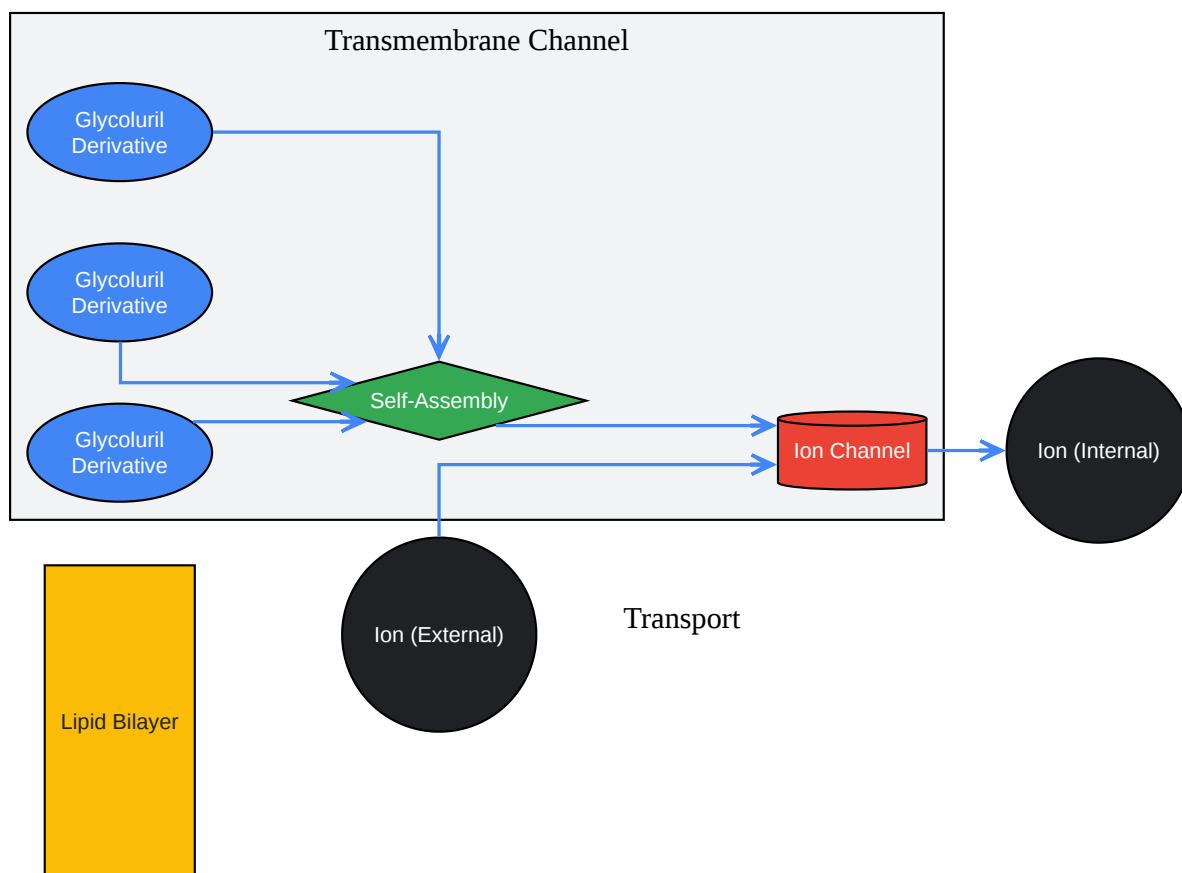 Transmembrane Channel
Glycoluril
Derivative
Glycoluril
Derivative
Self-Assembly
Glycoluril
Derivative
Ion Channel
Ion (Internal)
Ion (External)
Transport
Lipid Bilayer